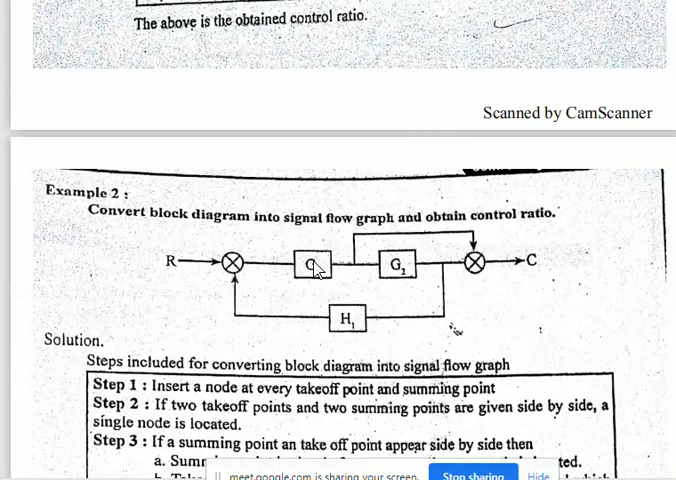 The above is the obtained control ratio.
Scanned by CamScanner
Example 2 :
Convert block diagram into signal flow graph and obtain control ratio.
R
G₂
C
H₁
Solution.
Steps included for converting block diagram into signal flow graph
Step 1 : Insert a node at every takeoff point and summing point
Step 2 : If two takeoff points and two summing points are given side by side, a
single node is located.
Step 3 : If a summing point an take off point appear side by side then
a.
ted.
meet.google.com is sharing your screen.
Stop sharing
Hide